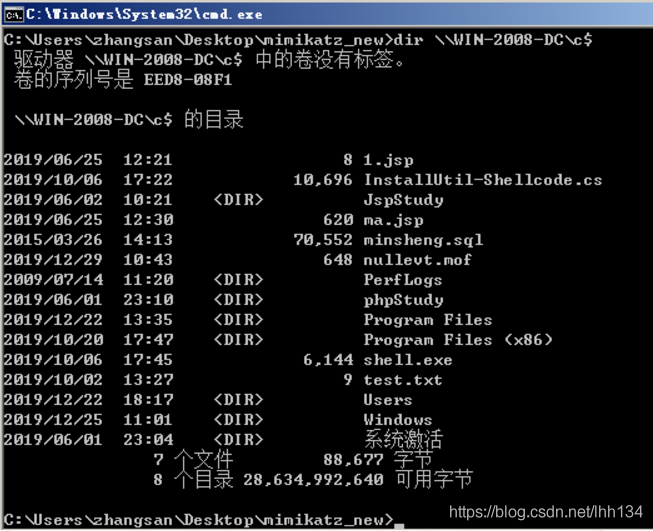 C:\Windows\System32\cmd.exe
C:\Users\zhangsan\Desktop\mimikatz_new>dir \\WIN-2008-DC\c$
驱动器 \\WIN-2008-DC\c$ 中的卷没有标签。
卷的序列号是 EED8-08F1
\\WIN-2008-DC\c$ 的目录
2019/06/25 12:21 8 1.jsp
2019/10/06 17:22 10,696 InstallUtil-Shellcode.cs
2019/06/02 10:21 <DIR> JspStudy
2019/06/25 12:30 620 ma.jsp
2015/03/26 14:13 70,552 minsheng.sql
2019/12/29 10:43 648 nullevt.mof
2009/07/14 11:20 <DIR> PerfLogs
2019/06/01 23:10 <DIR> phpStudy
2019/12/22 13:35 <DIR> Program Files
2019/10/20 17:47 <DIR> Program Files (x86)
2019/10/06 17:45 6,144 shell.exe
2019/10/02 13:27 9 test.txt
2019/12/22 18:17 <DIR> Users
2019/12/25 11:01 <DIR> Windows
2019/06/01 23:04 <DIR> 系统激活
7 个文件 88,677 字节
8 个目录 28,634,992,640 可用字节
C:\Users\zhangsan\Desktop\mimikatz_new>
https://blog.csdn.net/lhh134